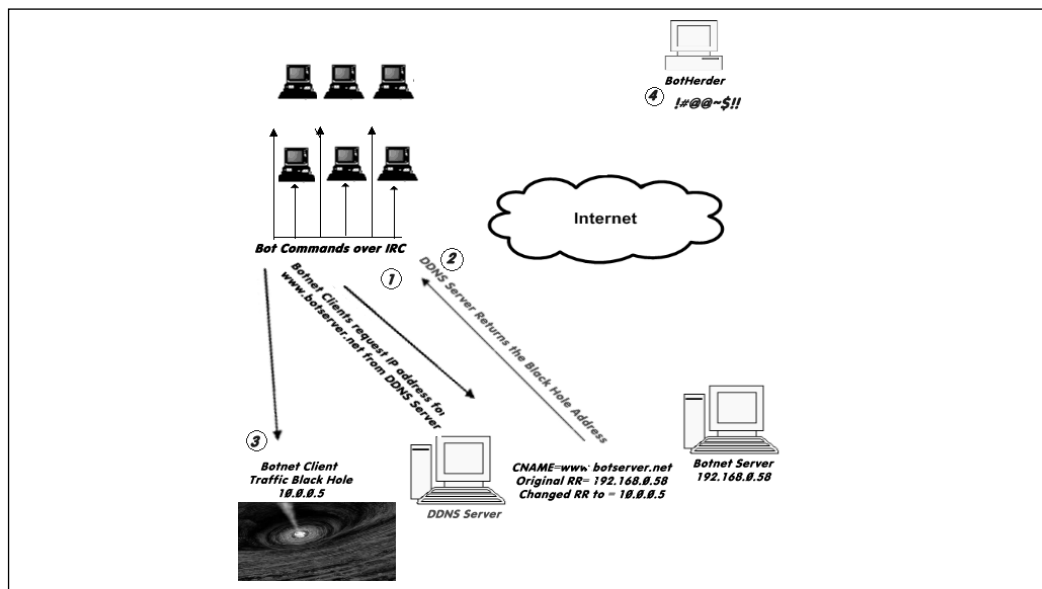 BotHerder
4 !#@@~$!!
Internet
Bot Commands over IRC
1
2
Botnet Clients request IP address for
www.botserver.net from DDNS Server
DDNS Server Returns the Black Hole Address
3
Botnet Client
Traffic Black Hole
10.0.0.5
DDNS Server
CNAME=www.botserver.net
Original RR= 192.168.0.58
Changed RR to = 10.0.0.5
Botnet Server
192.168.0.58